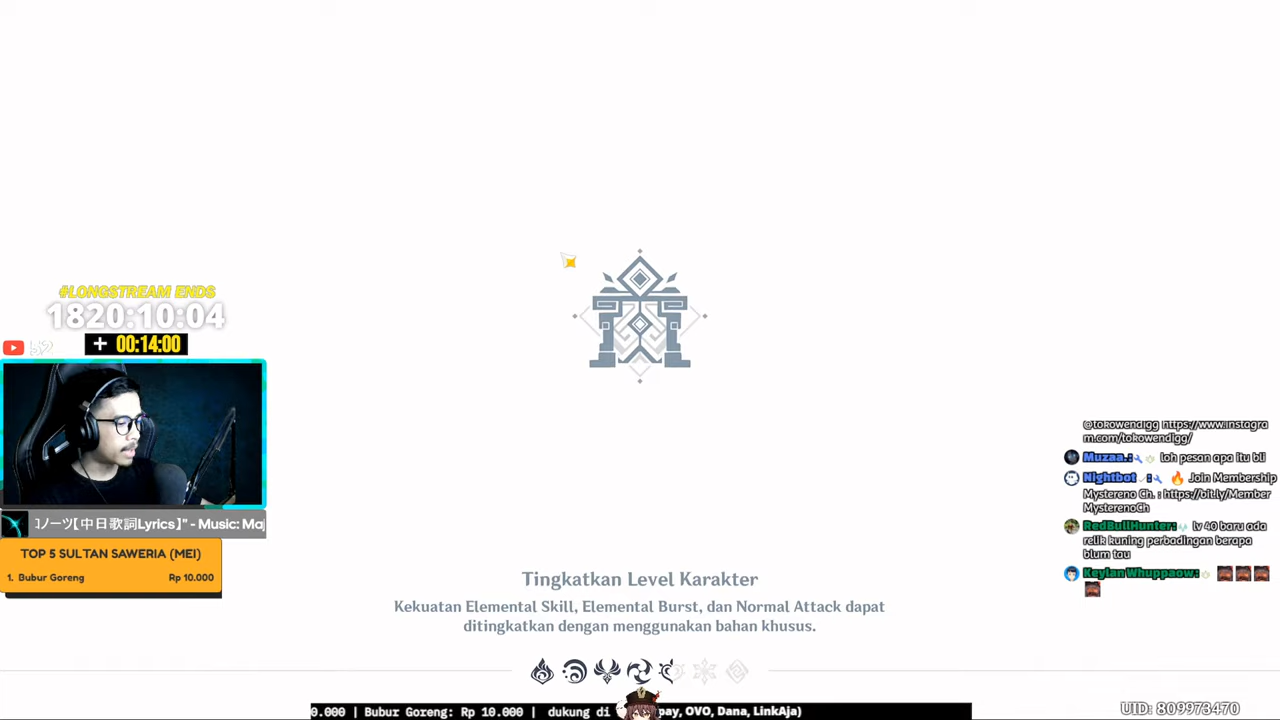 #LONGSTREAM ENDS
1820:10:04
+ 00:14:00
52
コノーツ【中日歌詞Lyrics】" - Music: Maj
TOP 5 SULTAN SAWERIA (MEI)
1. Bubur Goreng Rp 10.000
Tingkatkan Level Karakter
Kekuatan Elemental Skill, Elemental Burst, dan Normal Attack dapat
ditingkatkan dengan menggunakan bahan khusus.
@tokowendigg https://www.instagra
m.com/tokowendigg/
Muzaa.: loh pesan apa itu bli
Nightbot : Join Membership
Mystereno Ch. : https://bit.ly/Member
MysterenoCh
RedBullHunter: lv 40 baru ada
relik kuning perbadingan berapa
blum tau
Keylan Whuppaow:
0.000 | Bubur Goreng: Rp 10.000 | dukung di pay, OVO, Dana, LinkAja)
UID: 809973470